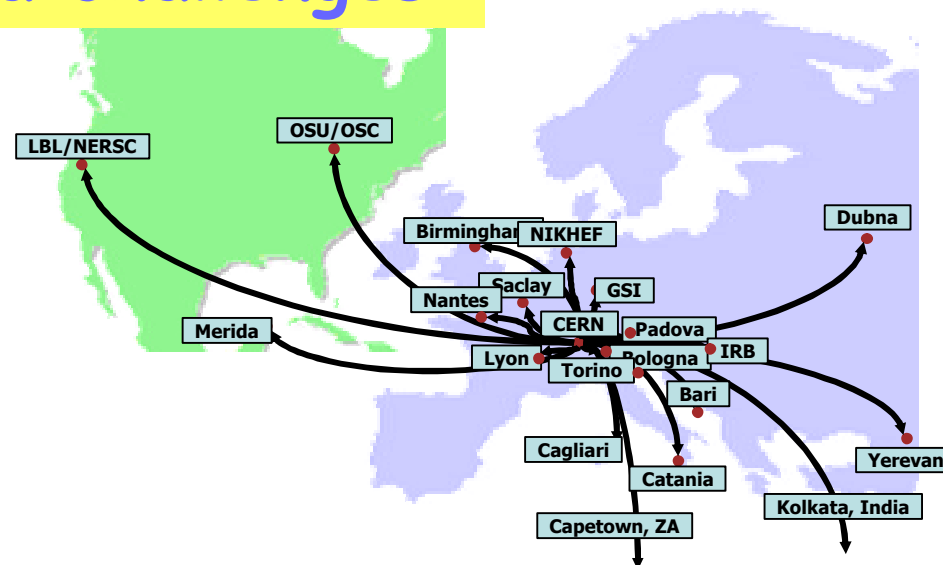 OSU/OSC
LBL/NERSC
Dubna
Birmingham
NIKHEF
Saclay
GSI
Nantes
CERN
Merida
Padova
Lyon
Bologna
IRB
Torino
Bari
Cagliari
Yerevan
Catania
Kolkata, India
Capetown, ZA